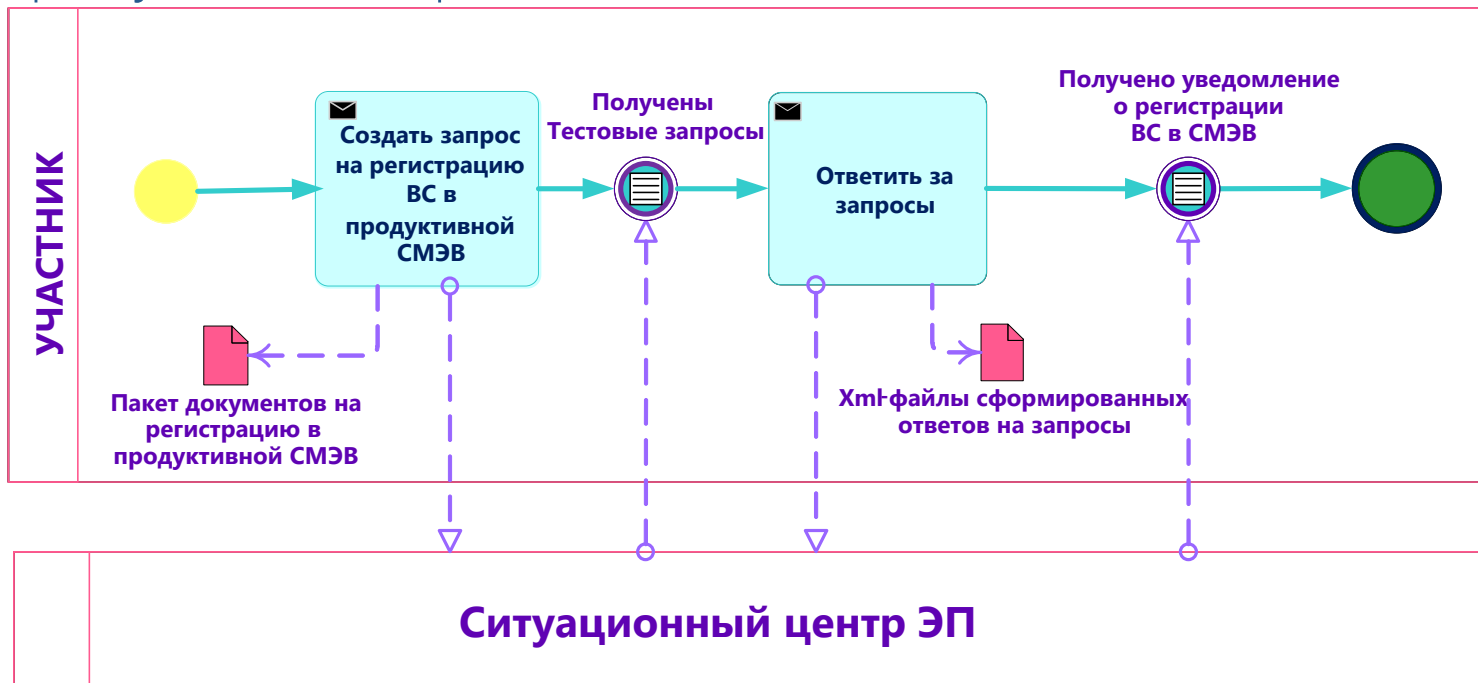 УЧАСТНИК
Создать запрос
на регистрацию
ВС в
продуктивной
СМЭВ
Получены
Тестовые запросы
Ответить за
запросы
Получено уведомление
о регистрации
ВС в СМЭВ
Пакет документов на
регистрацию в
продуктивной СМЭВ
Xml-файлы сформированных
ответов на запросы
Ситуационный центр ЭП